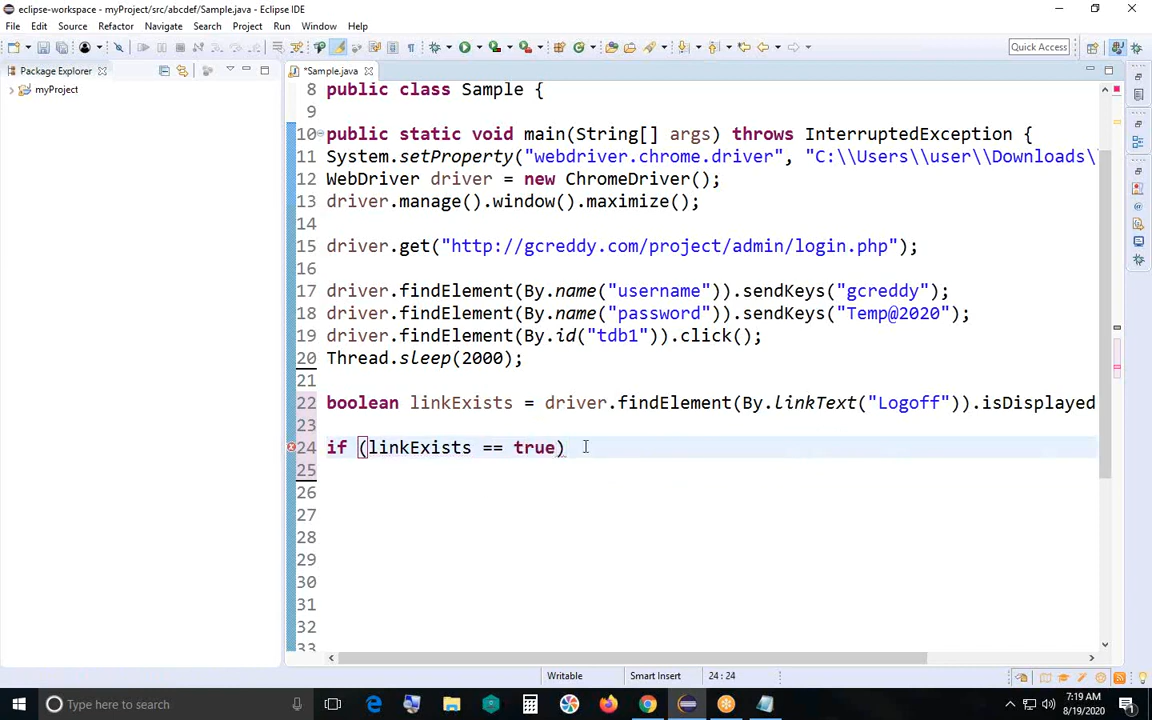 eclipse-workspace - myProject/src/abcdef/Sample.java - Eclipse IDE
File Edit Source Refactor Navigate Search Project Run Window Help
Quick Access
Package Explorer
*Sample.java
myProject
8 public class Sample {
9
10 public static void main(String[] args) throws InterruptedException {
11 System.setProperty("webdriver.chrome.driver", "C:\\Users\\user\\Downloads\
12 WebDriver driver = new ChromeDriver();
13 driver.manage().window().maximize();
14
15 driver.get("http://gcreddy.com/project/admin/login.php");
16
17 driver.findElement(By.name("username")).sendKeys("gcreddy");
18 driver.findElement(By.name("password")).sendKeys("Temp@2020");
19 driver.findElement(By.id("tdb1")).click();
20 Thread.sleep(2000);
21
22 boolean linkExists = driver.findElement(By.linkText("Logoff")).isDisplayed
23
24 if (linkExists == true)
25
26
27
28
29
30
31
32
33
Writable Smart Insert 24:24
Type here to search
7:19 AM
8/19/2020
1